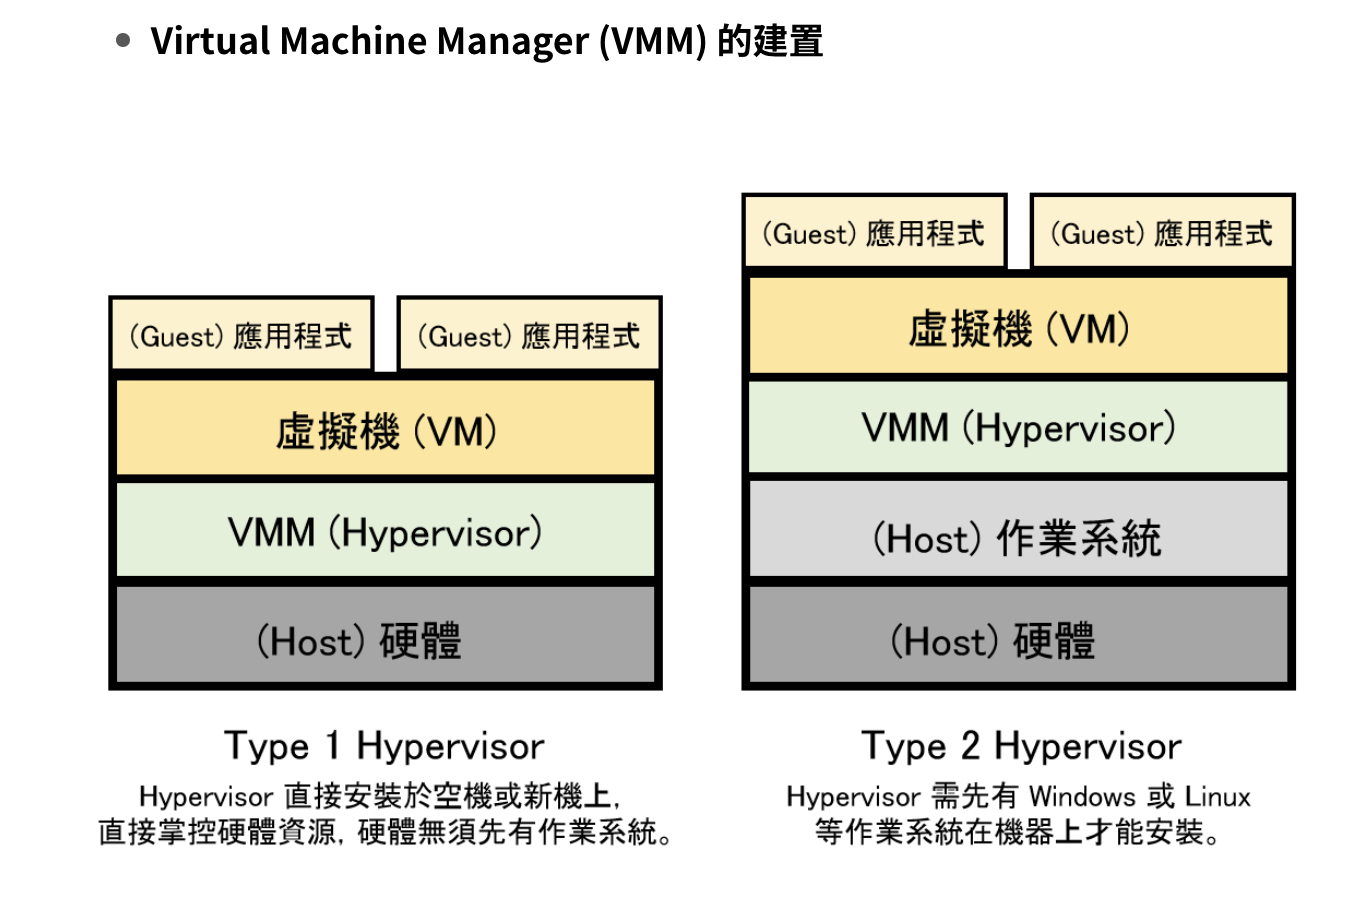 • Virtual Machine Manager (VMM) 的建置
(Guest) 應用程式
(Guest) 應用程式
虛擬機 (VM)
VMM (Hypervisor)
(Host) 硬體
Type 1 Hypervisor
Hypervisor 直接安裝於空機或新機上,
直接掌控硬體資源, 硬體無須先有作業系統。
(Guest) 應用程式
(Guest) 應用程式
虛擬機 (VM)
VMM (Hypervisor)
(Host) 作業系統
(Host) 硬體
Type 2 Hypervisor
Hypervisor 需先有 Windows 或 Linux
等作業系統在機器上才能安裝。